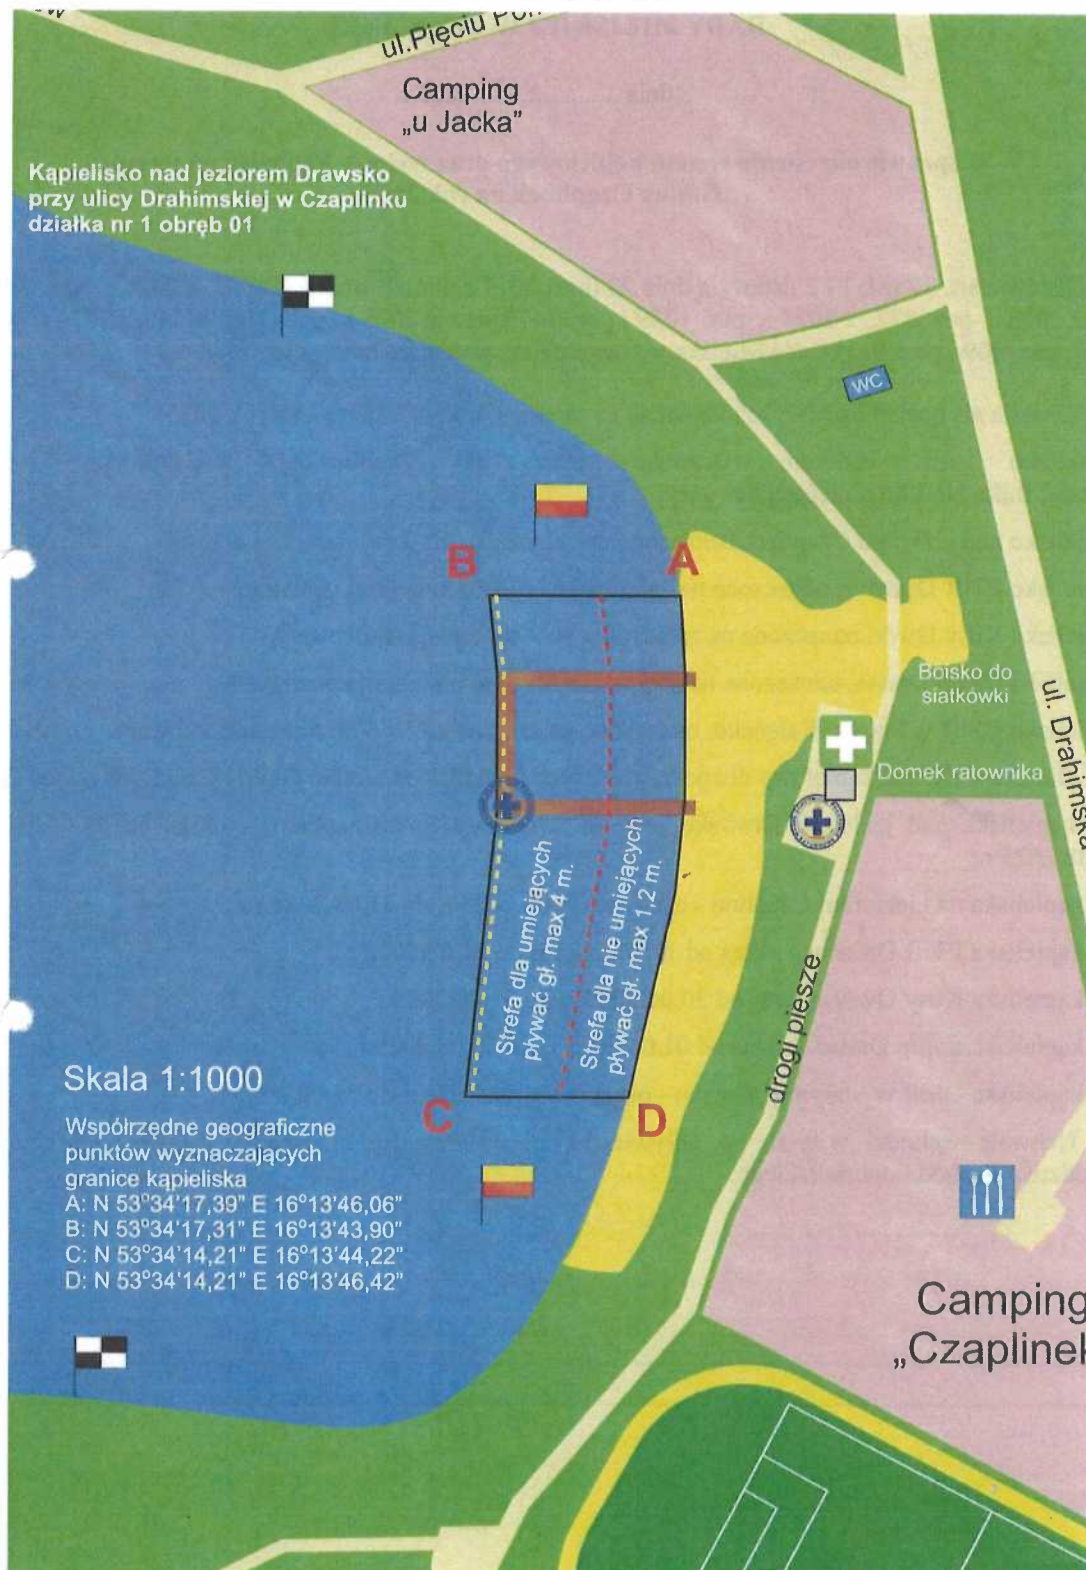 ul.Pięciu
Camping
„u Jacka”
Kąpielisko nad jeziorem Drawsko
przy ulicy Drahimskiej w Czaplinku
działka nr 1 obręb 01
WC
B
A
Boisko do
siatkówki
ul. Drahimska
Domek ratownika
Strefa dla umiejących
pływać gł. max 4 m.
Strefa dla nie umiejących
pływać gł. max 1,2 m.
drogi piesze
Skala 1:1000
C
D
Współrzędne geograficzne
punktów wyznaczających
granice kąpieliska
A: N 53°34'17,39" E 16°13'46,06"
B: N 53°34'17,31" E 16°13'43,90"
C: N 53°34'14,21" E 16°13'44,22"
D: N 53°34'14,21" E 16°13'46,42"
Camping
„Czaplinek